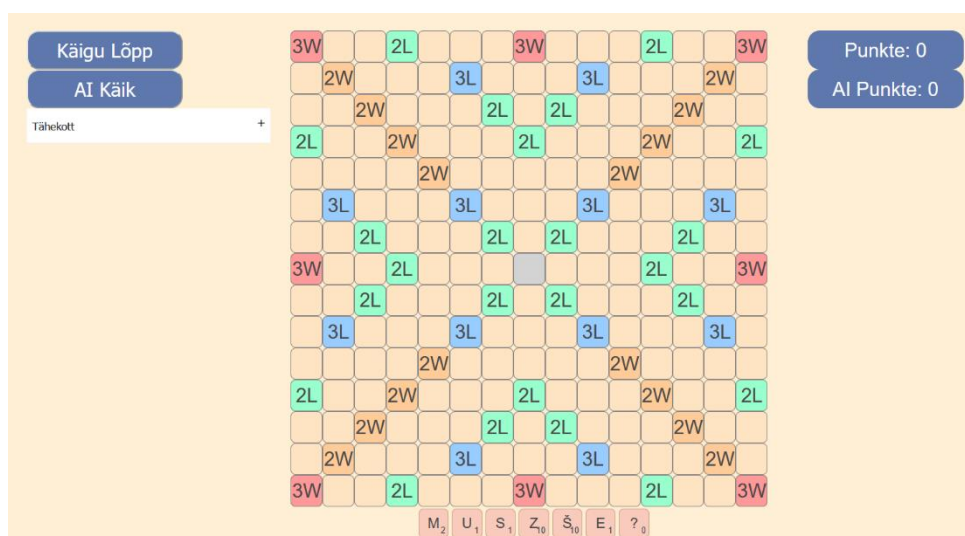 Käigu Lõpp
AI Käik
Tähekott +
3W 2L 3W 2L 3W
2W 3L 3L 2W
2W 2L 2L 2W
2L 2W 2L 2W 2L
2W 2W
3L 3L 3L 3L
2L 2L 2L 2L
3W 2L 2L 3W
2L 2L 2L 2L
3L 3L 3L 3L
2W 2W
2L 2W 2L 2W 2L
2W 2L 2L 2W
2W 3L 3L 2W
3W 2L 3W 2L 3W
M2 U1 S1 Z10 Š10 E1 ?0
Punkte: 0
AI Punkte: 0